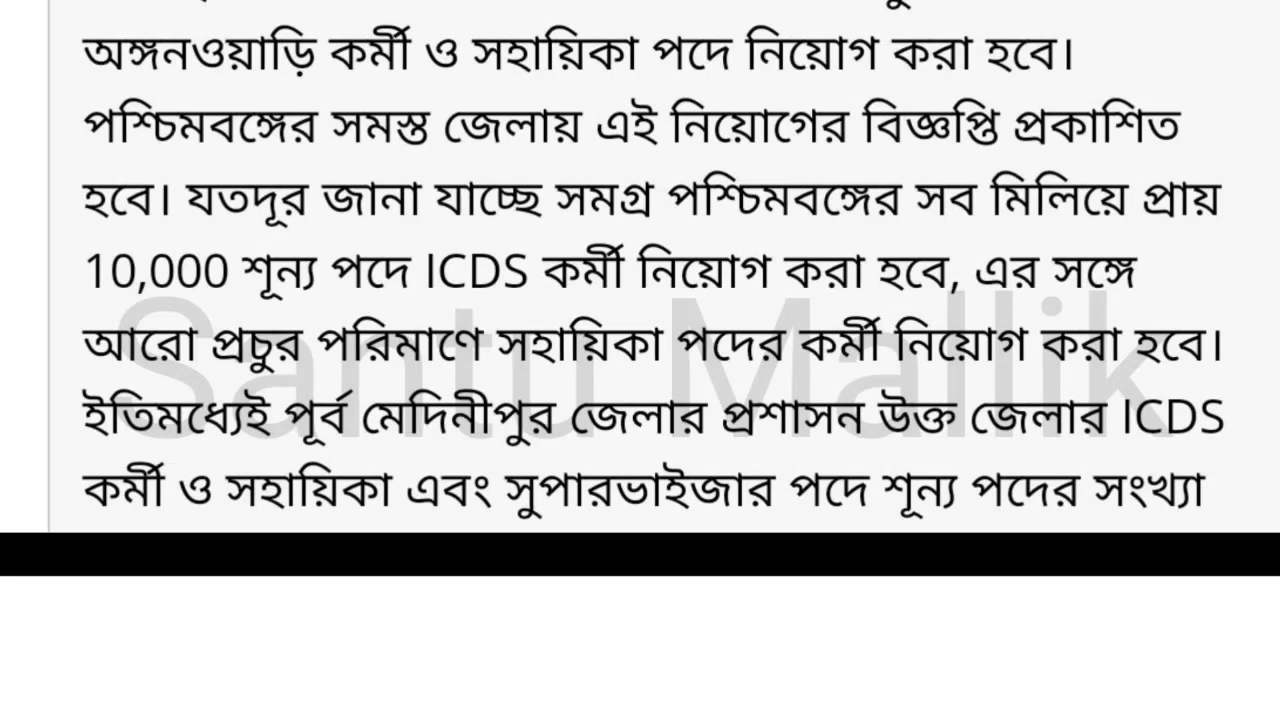 অঙ্গনওয়াড়ি কর্মী ও সহায়িকা পদে নিয়োগ করা হবে।
পশ্চিমবঙ্গের সমস্ত জেলায় এই নিয়োগের বিজ্ঞপ্তি প্রকাশিত
হবে। যতদূর জানা যাচ্ছে সমগ্র পশ্চিমবঙ্গের সব মিলিয়ে প্রায়
10,000 শূন্য পদে ICDS কর্মী নিয়োগ করা হবে, এর সঙ্গে
আরো প্রচুর পরিমাণে সহায়িকা পদের কর্মী নিয়োগ করা হবে।
ইতিমধ্যেই পূর্ব মেদিনীপুর জেলার প্রশাসন উক্ত জেলার ICDS
কর্মী ও সহায়িকা এবং সুপারভাইজার পদে শূন্য পদের সংখ্যা
Santu Mallik